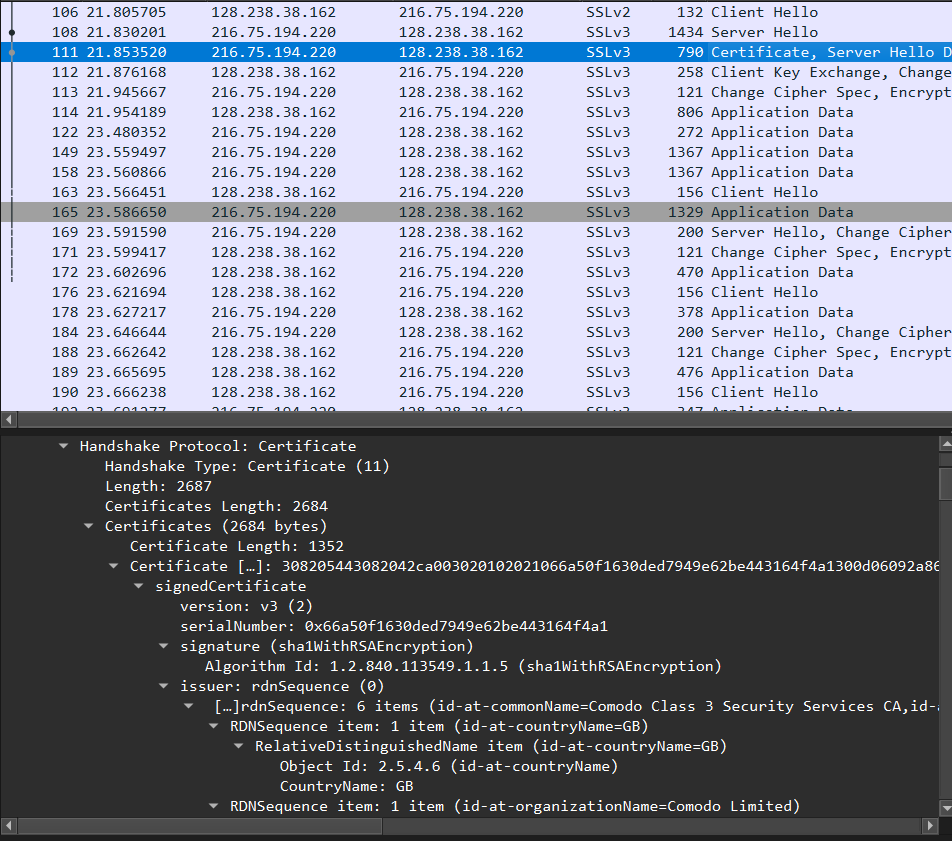 106 21.805705 128.238.38.162 216.75.194.220 SSLv2 132 Client Hello
108 21.830201 216.75.194.220 128.238.38.162 SSLv3 1434 Server Hello
111 21.853520 216.75.194.220 128.238.38.162 SSLv3 790 Certificate, Server Hello D
112 21.876168 128.238.38.162 216.75.194.220 SSLv3 258 Client Key Exchange, Change
113 21.945667 216.75.194.220 128.238.38.162 SSLv3 121 Change Cipher Spec, Encrypt
114 21.954189 128.238.38.162 216.75.194.220 SSLv3 806 Application Data
122 23.480352 216.75.194.220 128.238.38.162 SSLv3 272 Application Data
149 23.559497 216.75.194.220 128.238.38.162 SSLv3 1367 Application Data
158 23.560866 216.75.194.220 128.238.38.162 SSLv3 1367 Application Data
163 23.566451 128.238.38.162 216.75.194.220 SSLv3 156 Client Hello
165 23.586650 216.75.194.220 128.238.38.162 SSLv3 1329 Application Data
169 23.591590 216.75.194.220 128.238.38.162 SSLv3 200 Server Hello, Change Cipher
171 23.599417 128.238.38.162 216.75.194.220 SSLv3 121 Change Cipher Spec, Encrypt
172 23.602696 128.238.38.162 216.75.194.220 SSLv3 470 Application Data
176 23.621694 128.238.38.162 216.75.194.220 SSLv3 156 Client Hello
178 23.627217 216.75.194.220 128.238.38.162 SSLv3 378 Application Data
184 23.646644 216.75.194.220 128.238.38.162 SSLv3 200 Server Hello, Change Cipher
188 23.662642 128.238.38.162 216.75.194.220 SSLv3 121 Change Cipher Spec, Encrypt
189 23.665695 128.238.38.162 216.75.194.220 SSLv3 476 Application Data
190 23.666238 128.238.38.162 216.75.194.220 SSLv3 156 Client Hello
Handshake Protocol: Certificate
Handshake Type: Certificate (11)
Length: 2687
Certificates Length: 2684
Certificates (2684 bytes)
Certificate Length: 1352
Certificate […]: 308205443082042ca003020102021066a50f1630ded7949e62be443164f4a1300d06092a86
signedCertificate
version: v3 (2)
serialNumber: 0x66a50f1630ded7949e62be443164f4a1
signature (sha1WithRSAEncryption)
Algorithm Id: 1.2.840.113549.1.1.5 (sha1WithRSAEncryption)
issuer: rdnSequence (0)
[…]rdnSequence: 6 items (id-at-commonName=Comodo Class 3 Security Services CA,id-a
RDNSequence item: 1 item (id-at-countryName=GB)
RelativeDistinguishedName item (id-at-countryName=GB)
Object Id: 2.5.4.6 (id-at-countryName)
CountryName: GB
RDNSequence item: 1 item (id-at-organizationName=Comodo Limited)